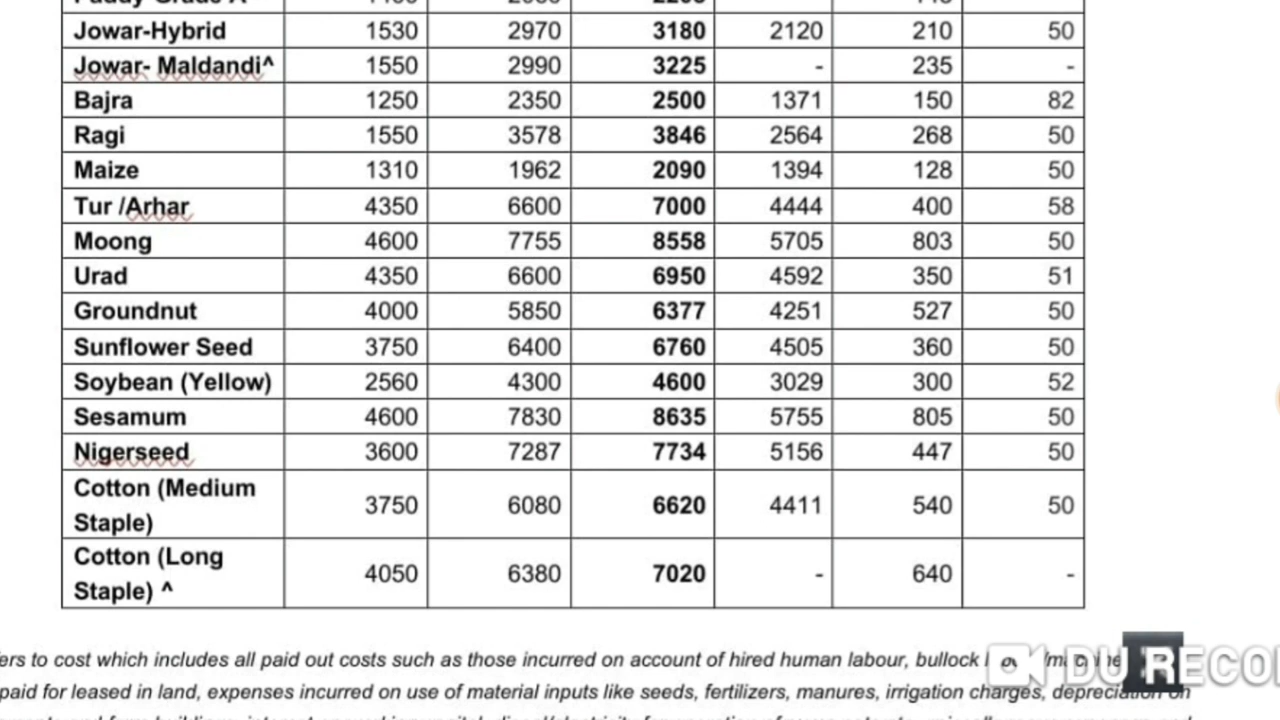 Jowar-Hybrid 1530 2970 3180 2120 210 50
Jowar- Maldandi^ 1550 2990 3225 - 235 -
Bajra 1250 2350 2500 1371 150 82
Ragi 1550 3578 3846 2564 268 50
Maize 1310 1962 2090 1394 128 50
Tur /Arhar 4350 6600 7000 4444 400 58
Moong 4600 7755 8558 5705 803 50
Urad 4350 6600 6950 4592 350 51
Groundnut 4000 5850 6377 4251 527 50
Sunflower Seed 3750 6400 6760 4505 360 50
Soybean (Yellow) 2560 4300 4600 3029 300 52
Sesamum 4600 7830 8635 5755 805 50
Nigerseed 3600 7287 7734 5156 447 50
Cotton (Medium
Staple) 3750 6080 6620 4411 540 50
Cotton (Long
Staple) ^ 4050 6380 7020 - 640 -
to cost which includes all paid out costs such as those incurred on account of hired human labour, bullock
DU RECO
paid for leased in land, expenses incurred on use of material inputs like seeds, fertilizers, manures, irrigation charges, depreciation on